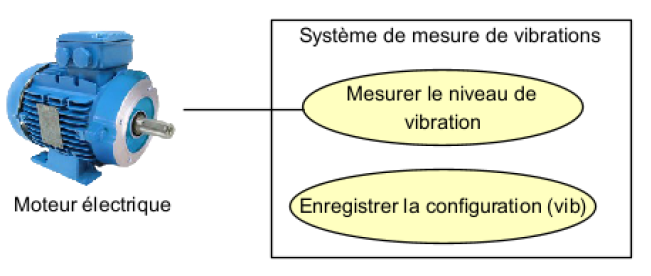 Système de mesure de vibrations
Mesurer le niveau de
vibration
Moteur électrique
Enregistrer la configuration (vib)